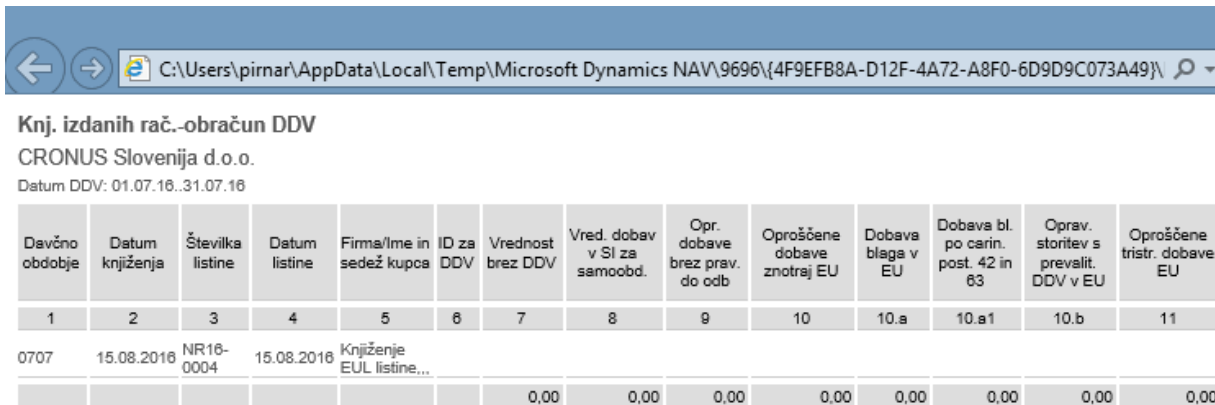 C:\Users\pirnar\AppData\Local\Temp\Microsoft Dynamics NAV\9696\{4F9EFB8A-D12F-4A72-A8F0-6D9D9C073A49}\
Knj. izdanih rač.-obračun DDV
CRONUS Slovenija d.o.o.
Datum DDV: 01.07.16..31.07.16
Davčno obdobje
Datum knjiženja
Številka listine
Datum listine
Firma/Ime in sedež kupca
ID za DDV
Vrednost brez DDV
Vred. dobav v SI za samoobd.
Opr. dobave brez prav. do odb
Oproščene dobave znotraj EU
Dobava blaga v EU
Dobava bl. po carin. post. 42 in 63
Oprav. storitev s prevalit. DDV v EU
Oproščene tristr. dobave EU
1 2 3 4 5 6 7 8 9 10 10.a 10.a1 10.b 11
0707 15.08.2016 NR16-0004 15.08.2016 Knjiženje EUL listine,,,
0,00 0,00 0,00 0,00 0,00 0,00 0,00 0,00